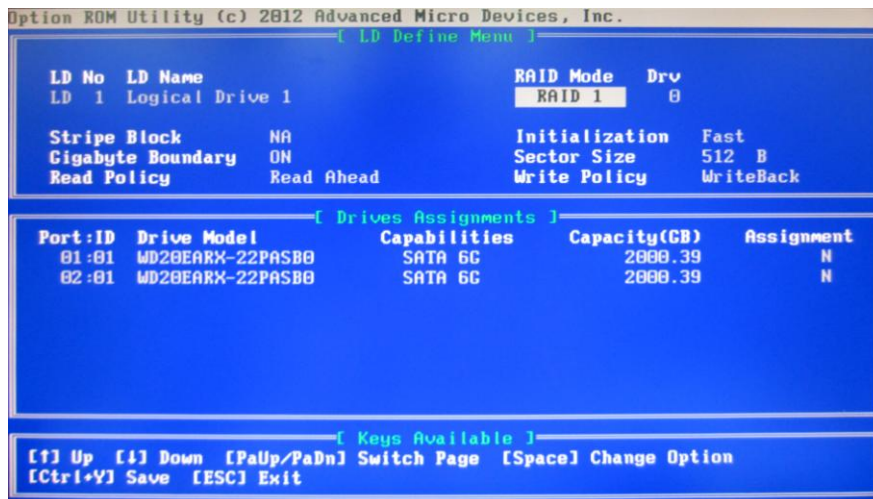 Option ROM Utility (c) 2012 Advanced Micro Devices, Inc.
[ LD Define Menu ]
LD No LD Name RAID Mode Drv
LD 1 Logical Drive 1 RAID 1 0
Stripe Block NA Initialization Fast
Gigabyte Boundary ON Sector Size 512 B
Read Policy Read Ahead Write Policy WriteBack
[ Drives Assignments ]
Port:ID Drive Model Capabilities Capacity(GB) Assignment
01:01 WD20EARX-22PASB0 SATA 6G 2000.39 N
02:01 WD20EARX-22PASB0 SATA 6G 2000.39 N
[ Keys Available ]
[↑] Up [↓] Down [PaUp/PaDn] Switch Page [Space] Change Option
[Ctrl+Y] Save [ESC] Exit